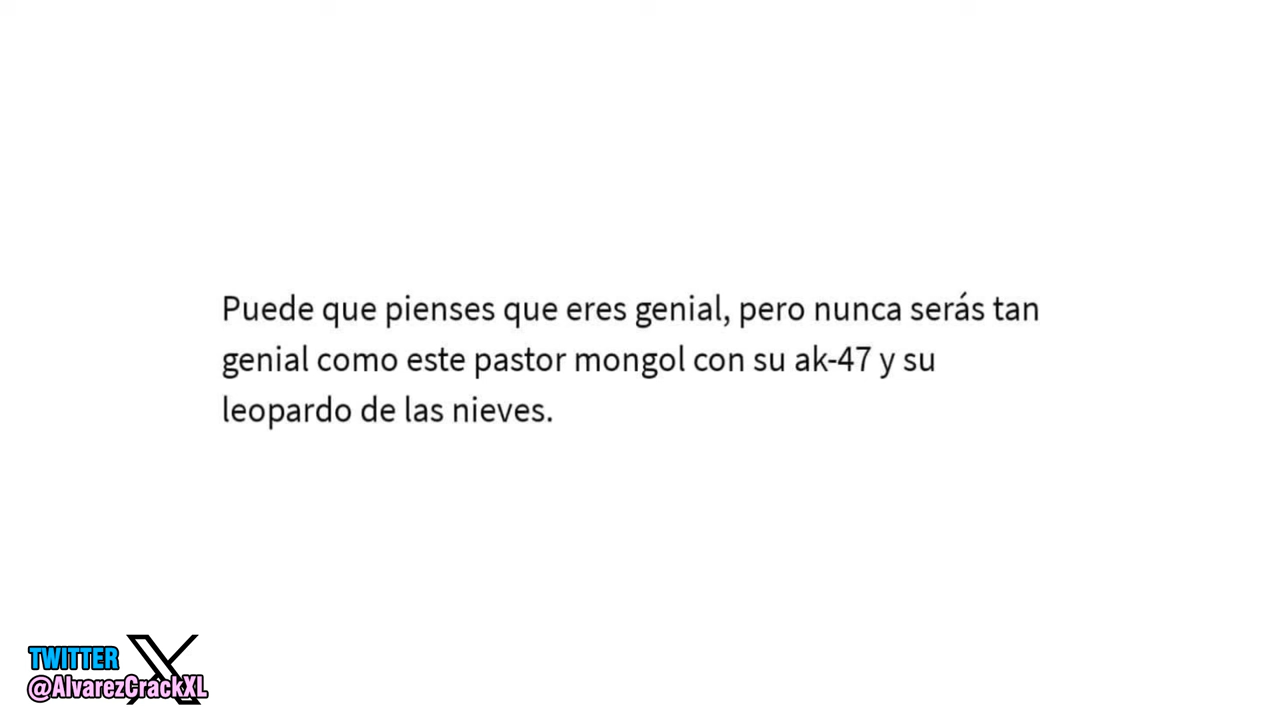 Puede que pienses que eres genial, pero nunca serás tan
genial como este pastor mongol con su ak-47 y su
leopardo de las nieves.
TWITTER X
@AlvarezCrackXL